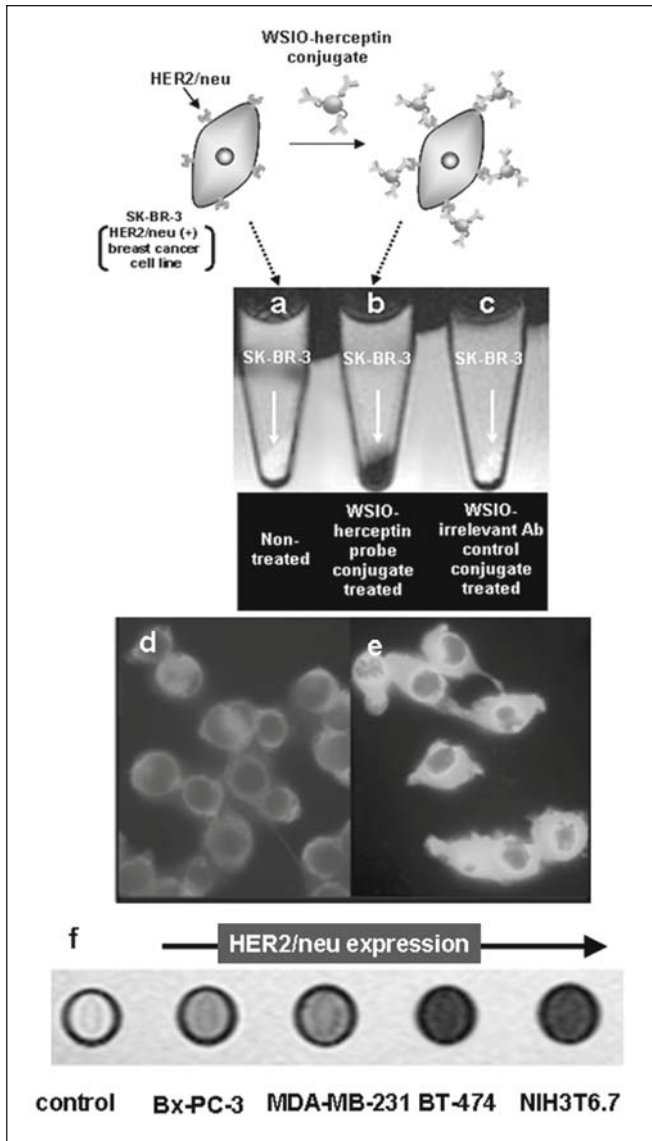 WSIO-herceptin
conjugate
HER2/neu
SK-BR-3
HER2/neu (+)
breast cancer
cell line
a
b
c
SK-BR-3
SK-BR-3
SK-BR-3
Non-
treated
WSIO-
herceptin
probe
conjugate
treated
WSIO-
irrelevant Ab
control
conjugate
treated
d
e
f
HER2/neu expression
control
Bx-PC-3
MDA-MB-231
BT-474
NIH3T6.7